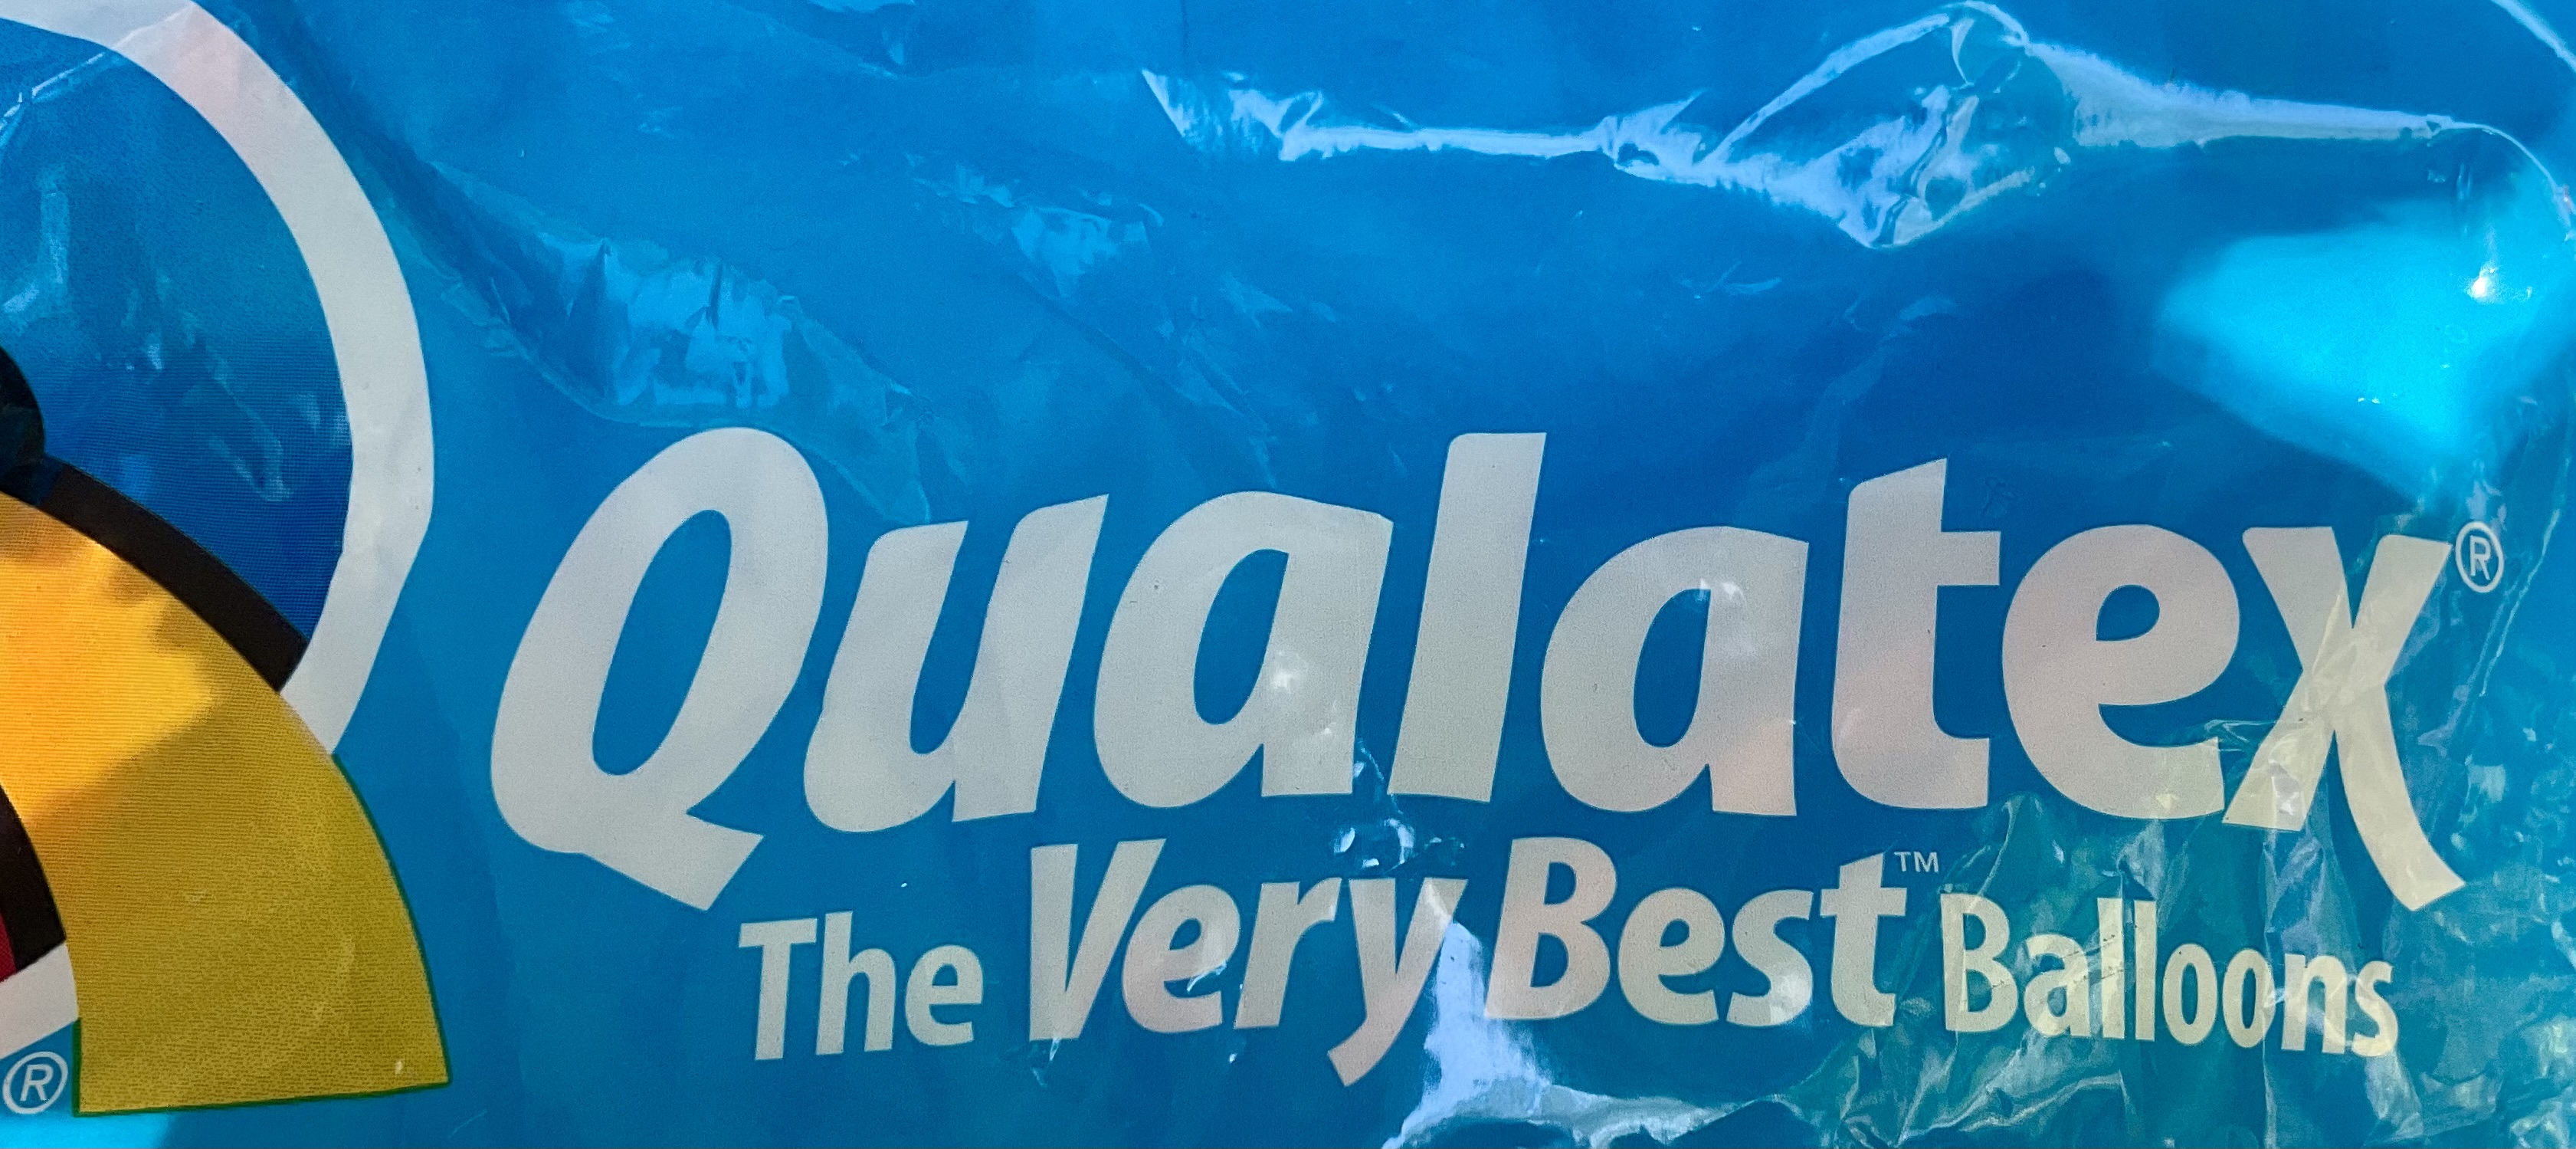 Qualatex®
The Very Best™ Balloons
®